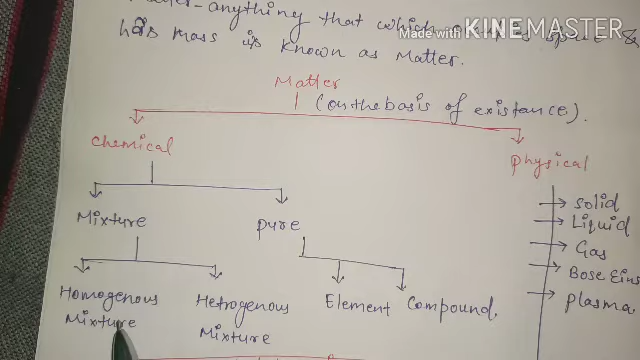 anything that which
Made with KINEMASTER
has mass is known as Matter.
Matter
(on the basis of existance).
chemical
physical
Mixture
pure
solid
Liquid
Gas
Bose Eins
plasma
Homogenous
Mixture
Hetrogenous
Mixture
Element
Compound